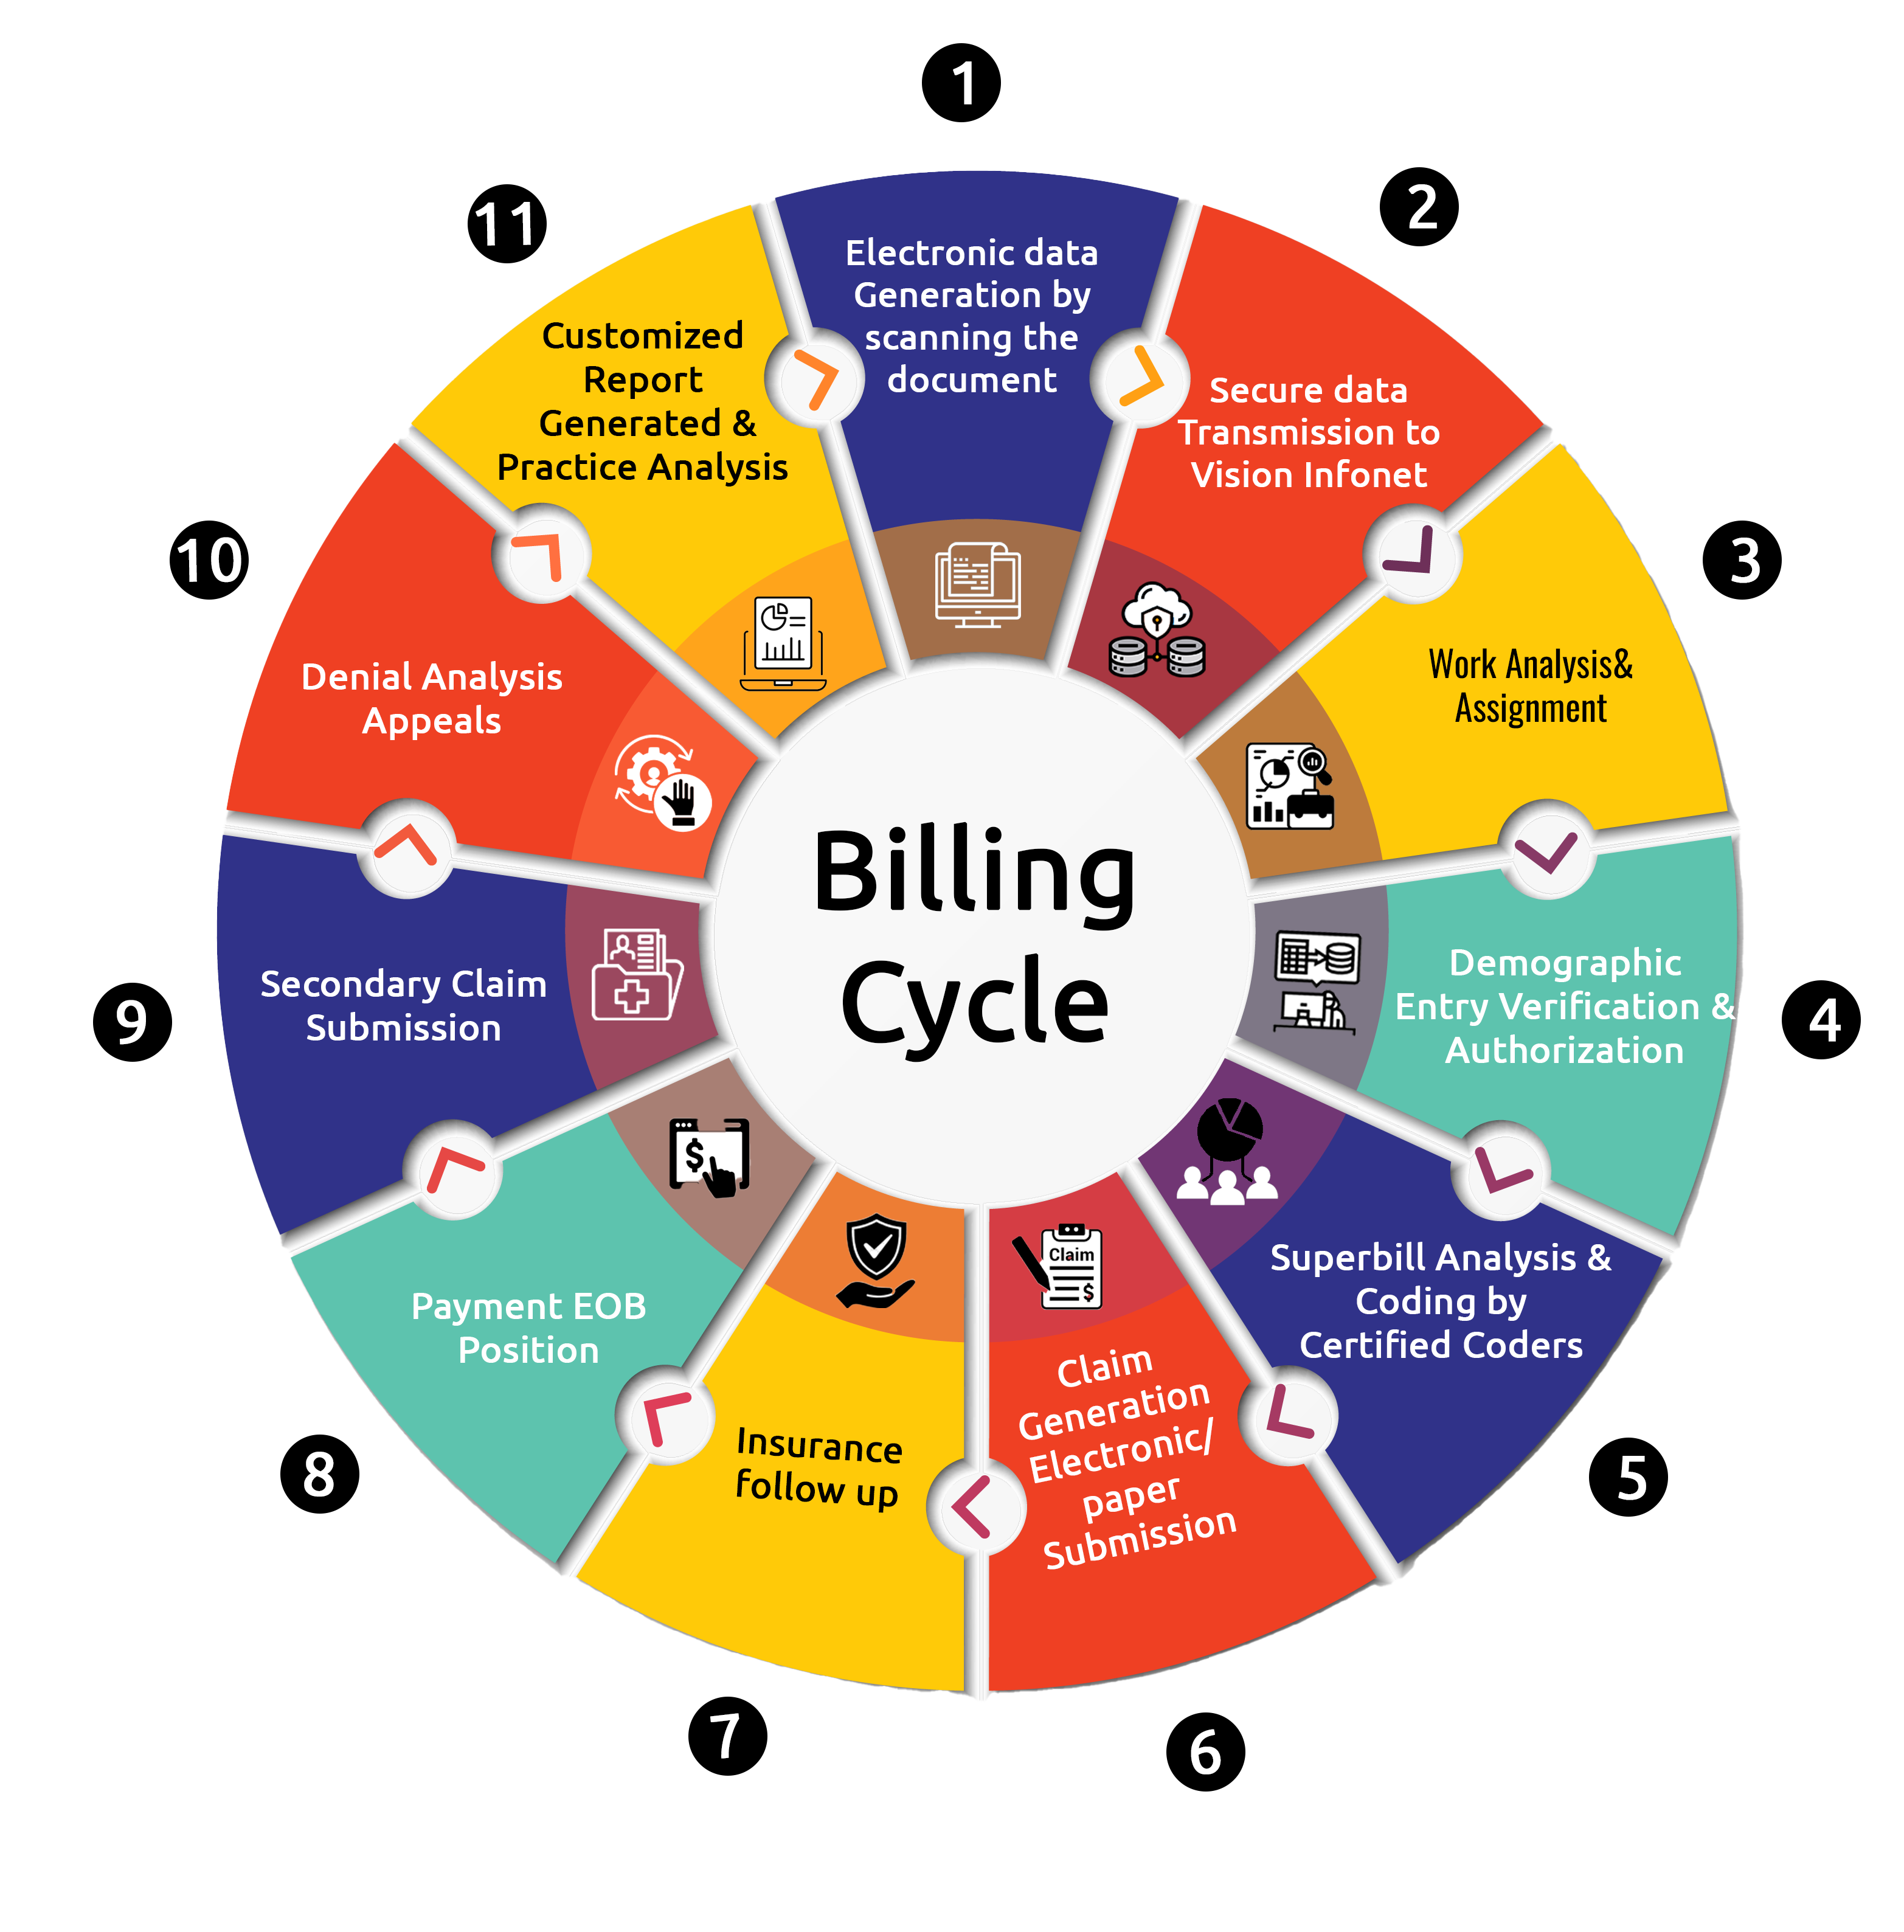 Billing
Cycle
1
Electronic data
Generation by
scanning the
document
2
Secure data
Transmission to
Vision Infonet
3
Work Analysis&
Assignment
4
Demographic
Entry Verification &
Authorization
5
Superbill Analysis &
Coding by
Certified Coders
6
Claim
$
Claim
Generation
Electronic/
paper
Submission
7
Insurance
follow up
8
$
Payment EOB
Position
9
Secondary Claim
Submission
10
Denial Analysis
Appeals
11
Customized
Report
Generated &
Practice Analysis